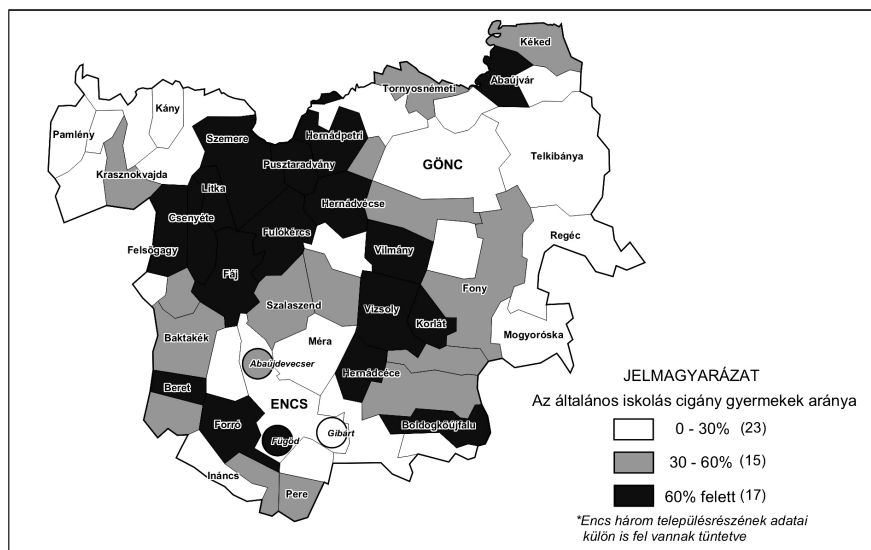 Kéked
Abaújvár
Tornyosnémeti
Kány
Pamlény
Szemere
Hernádpetri
Pusztaradvány
GÖNC
Telkibánya
Krasznokvajda
Litka
Csenyéte
Hernádvécse
Fulókércs
Felsőgagy
Vilmány
Regéc
Fáj
Fony
Szalaszend
Vizsoly
Korlát
Baktakék
Méra
Mogyoróska
Abaújdevecser
Hernádcéce
Beret
ENCS
Forró
Fügöd
Gibárt
Boldogkőújfalu
Ináncs
Pere
JELMAGYARÁZAT
Az általános iskolás cigány gyermekek aránya
0 - 30% (23)
30 - 60% (15)
60% felett (17)
*Encs három településrészének adatai
külön is fel vannak tüntetve